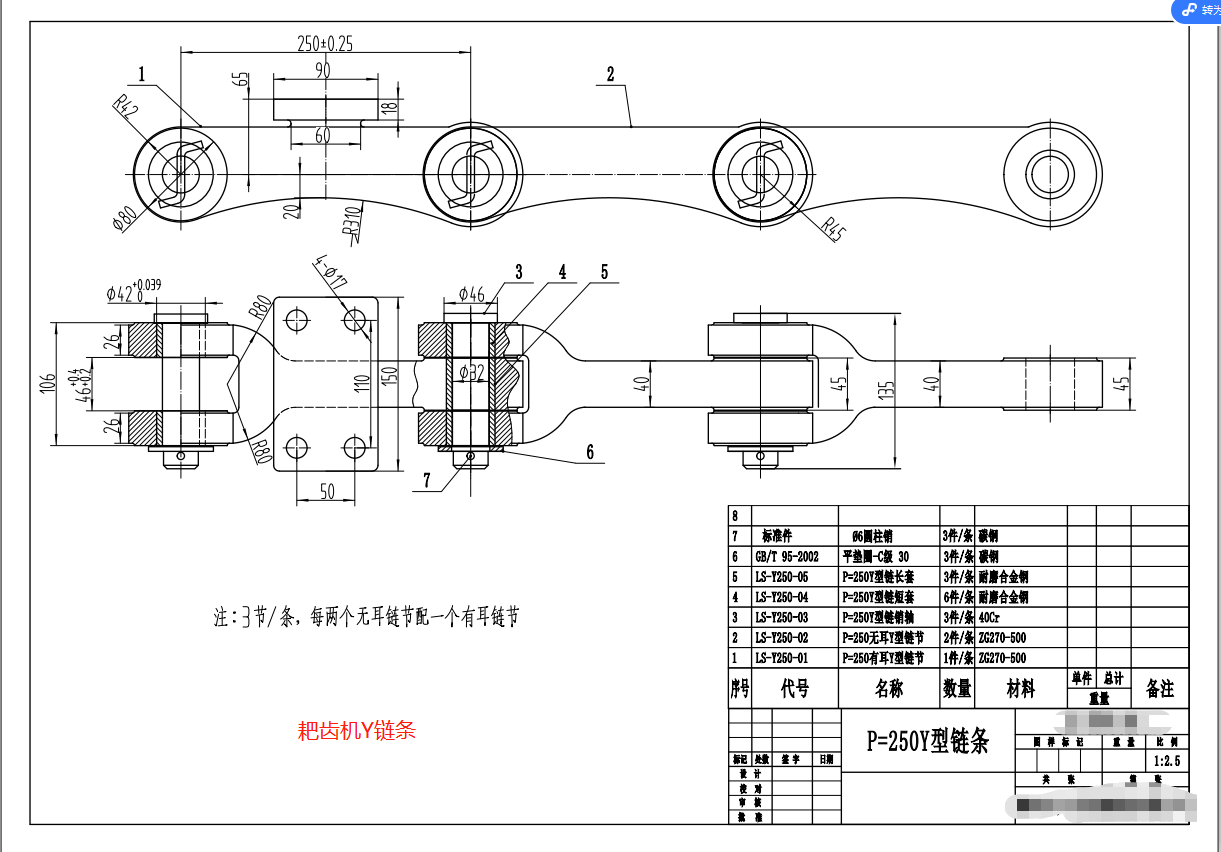 转为
250±0.25
90
65
1
2
R42
18
60
Φ80
20
R310
R45
4-Φ17
3
4
5
Φ42 +0.039 0
R80
Φ46
26
106
46 +0.4 +0.2
110
150
Φ32
40
45
135
40
45
26
R80
6
7
50
8
7 标准件 Ø6圆柱销 3件/条 碳钢
6 GB/T 95-2002 平垫圈-C级 30 3件/条 碳钢
5 LS-Y250-05 P=250Y型链长套 3件/条 耐磨合金钢
4 LS-Y250-04 P=250Y型链短套 6件/条 耐磨合金钢
3 LS-Y250-03 P=250Y型链销轴 3件/条 40Cr
2 LS-Y250-02 P=250无耳Y型链节 2件/条 ZG270-500
1 LS-Y250-01 P=250有耳Y型链节 1件/条 ZG270-500
序号 代号 名称 数量 材料 单件 总计 重量 备注
注:3节/条,每两个无耳链节配一个有耳链节
耙齿机Y链条
P=250Y型链条
图 样 标 记 重 量 比 例
1:2.5
标记 处数 签 字 日期
设 计
校 对
审 核
批 准
共 张 第 张